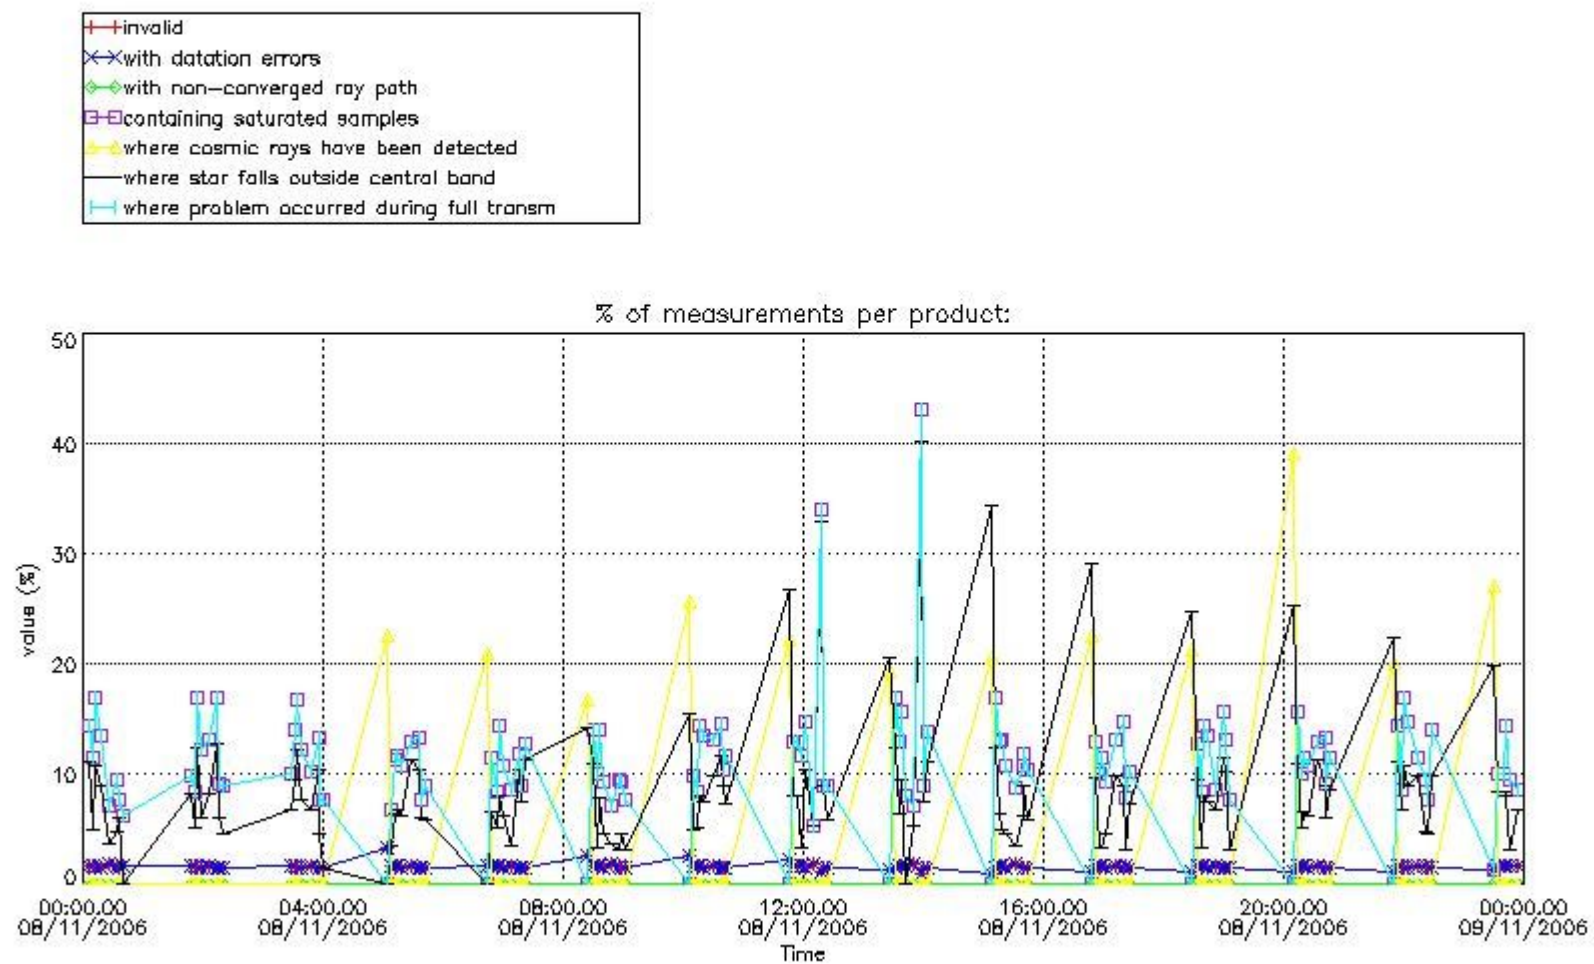 invalid
with datation errors
with non-converged ray path
containing saturated samples
where cosmic rays have been detected
where star falls outside central band
where problem occurred during full transm
% of measurements per product:
50
40
30
20
10
0
value (%)
00:00:00 04:00:00 08:00:00 12:00:00 16:00:00 20:00:00 00:00:00
08/11/2006 08/11/2006 08/11/2006 08/11/2006 08/11/2006 08/11/2006 09/11/2006
Time